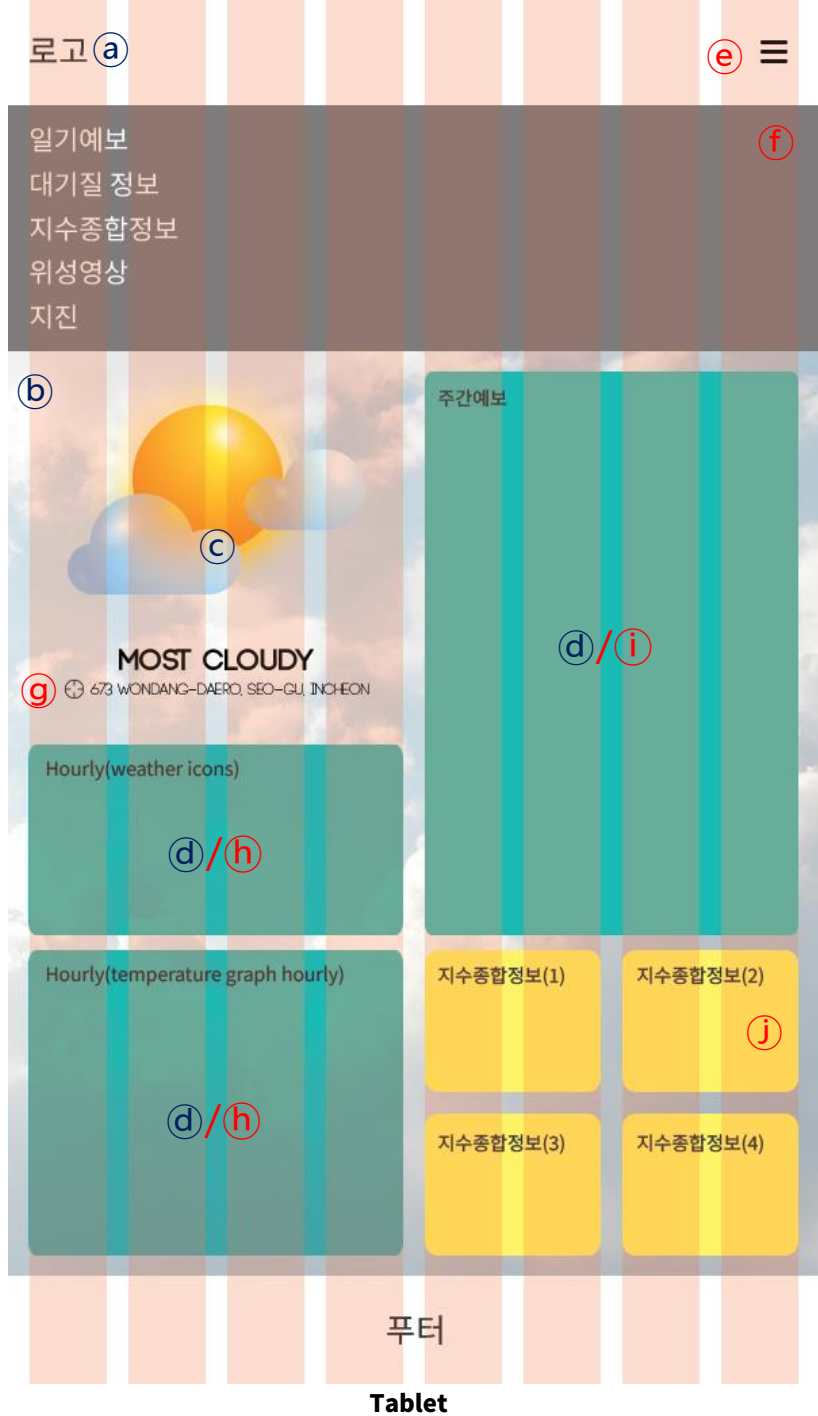 로고 ⓐ
ⓔ
일기예보
ⓕ
대기질 정보
지수종합정보
위성영상
지진
ⓑ
ⓒ
MOST CLOUDY
ⓖ 673 WONDANG-DAERO, SEO-GU, INCHEON
주간예보
ⓓ/ⓘ
Hourly(weather icons)
ⓓ/ⓗ
Hourly(temperature graph hourly)
ⓓ/ⓗ
지수종합정보(1)
지수종합정보(2)
ⓙ
지수종합정보(3)
지수종합정보(4)
푸터
Tablet